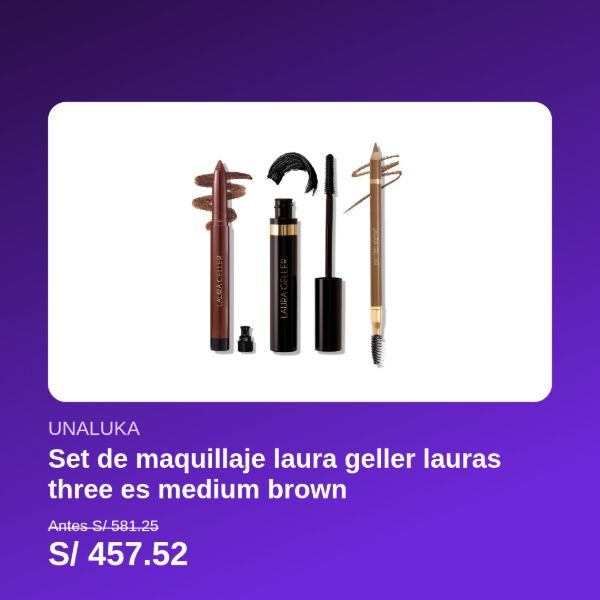 LAURA GELLER
LAURA GELLER
UNALUKA
Set de maquillaje laura geller lauras
three es medium brown
Antes S/ 581.25
S/ 457.52